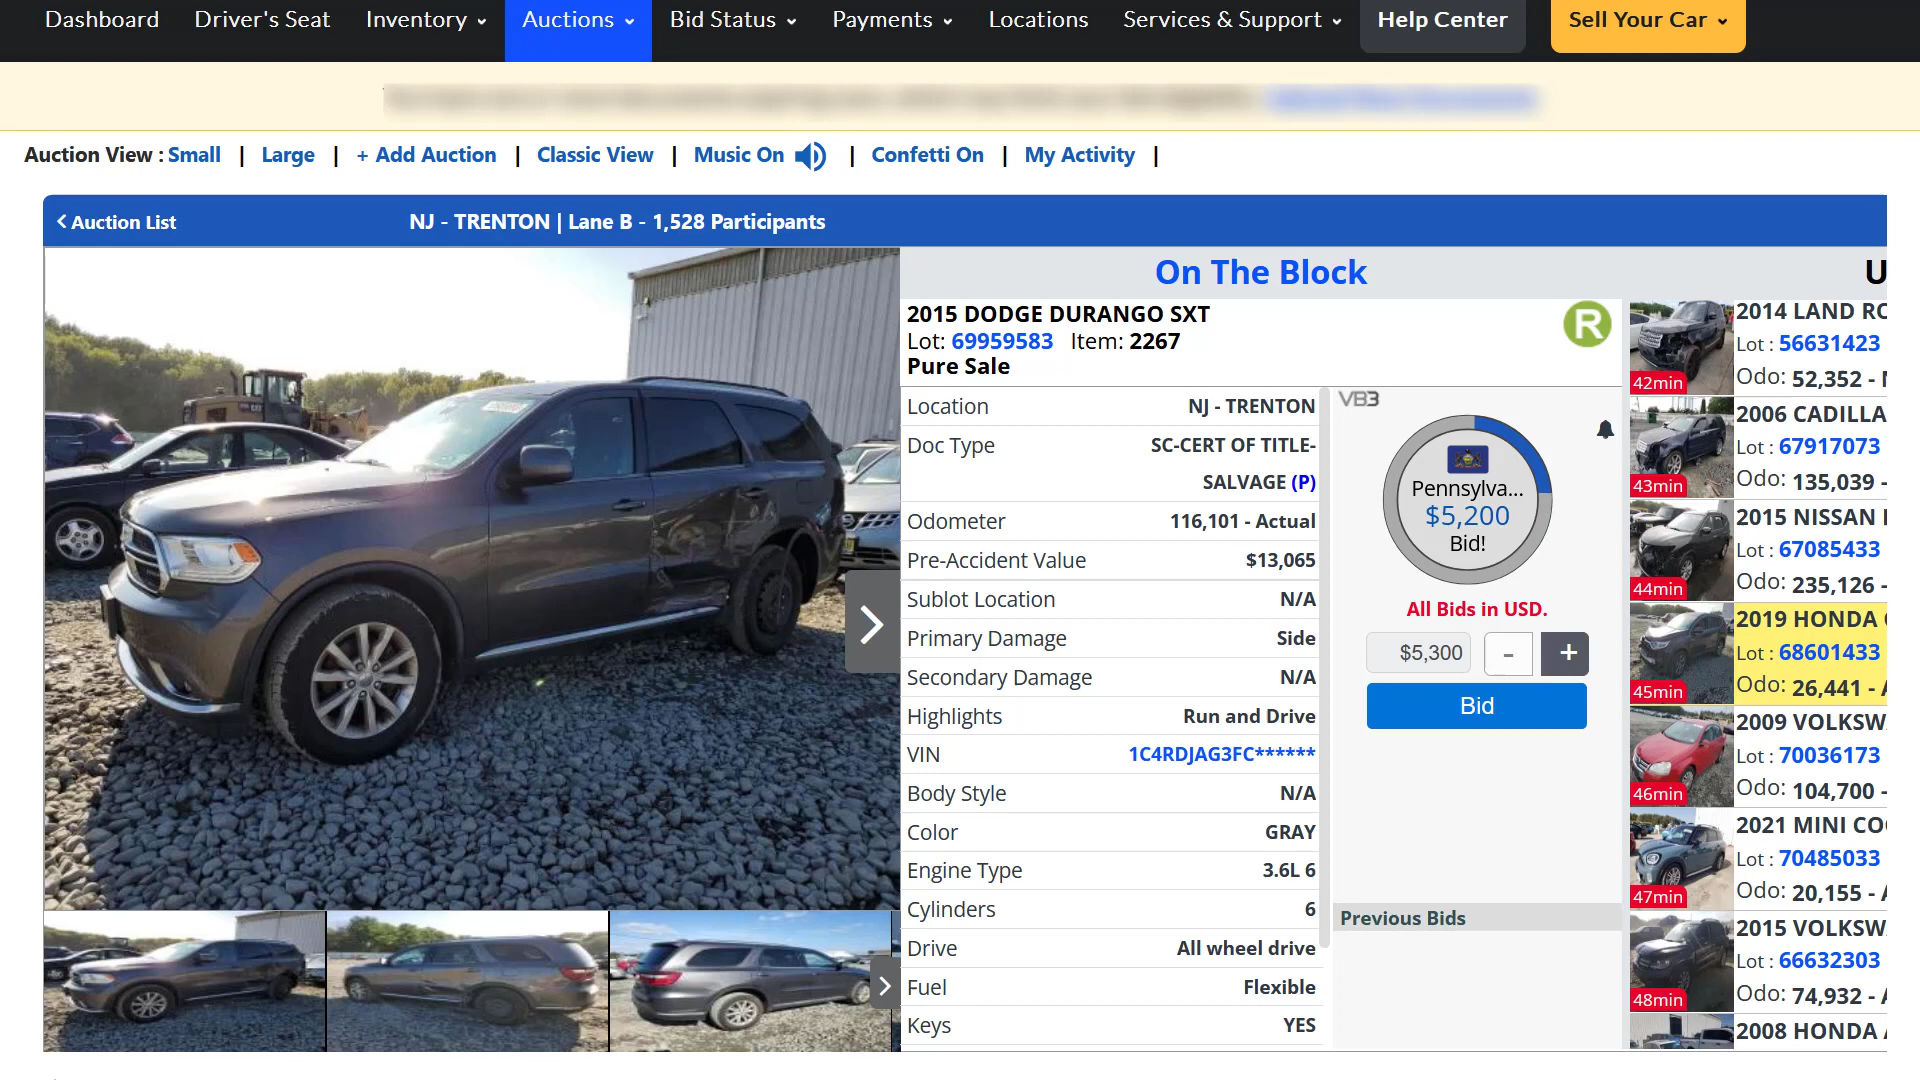 Dashboard Driver's Seat Inventory Auctions Bid Status Payments Locations Services & Support Help Center Sell Your Car
Auction View : Small | Large | + Add Auction | Classic View | Music On | Confetti On | My Activity |
Auction List NJ - TRENTON | Lane B - 1,528 Participants
On The Block
2015 DODGE DURANGO SXT
Lot: 69959583 Item: 2267
Pure Sale
R
Location NJ - TRENTON
Doc Type SC-CERT OF TITLE-
SALVAGE (P)
Odometer 116,101 - Actual
Pre-Accident Value $13,065
Sublot Location N/A
Primary Damage Side
Secondary Damage N/A
Highlights Run and Drive
VIN 1C4RDJAG3FC******
Body Style N/A
Color GRAY
Engine Type 3.6L 6
Cylinders 6
Drive All wheel drive
Fuel Flexible
Keys YES
VB3
Pennsylva...
$5,200
Bid!
All Bids in USD.
$5,300 - +
Bid
Previous Bids
U
2014 LAND RO
Lot : 56631423
42min Odo: 52,352 -
2006 CADILLA
Lot : 67917073
43min Odo: 135,039 -
2015 NISSAN
Lot : 67085433
44min Odo: 235,126 -
2019 HONDA
Lot : 68601433
45min Odo: 26,441 - A
2009 VOLKSW
Lot : 70036173
46min Odo: 104,700 -
2021 MINI COO
Lot : 70485033
47min Odo: 20,155 - A
2015 VOLKSW
Lot : 66632303
48min Odo: 74,932 - A
2008 HONDA A